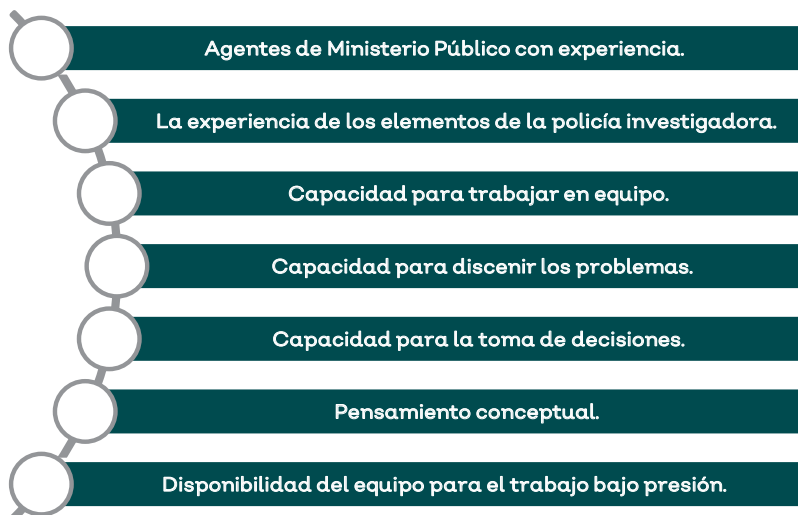 Agentes de Ministerio Público con experiencia.
La experiencia de los elementos de la policía investigadora.
Capacidad para trabajar en equipo.
Capacidad para discenir los problemas.
Capacidad para la toma de decisiones.
Pensamiento conceptual.
Disponibilidad del equipo para el trabajo bajo presión.